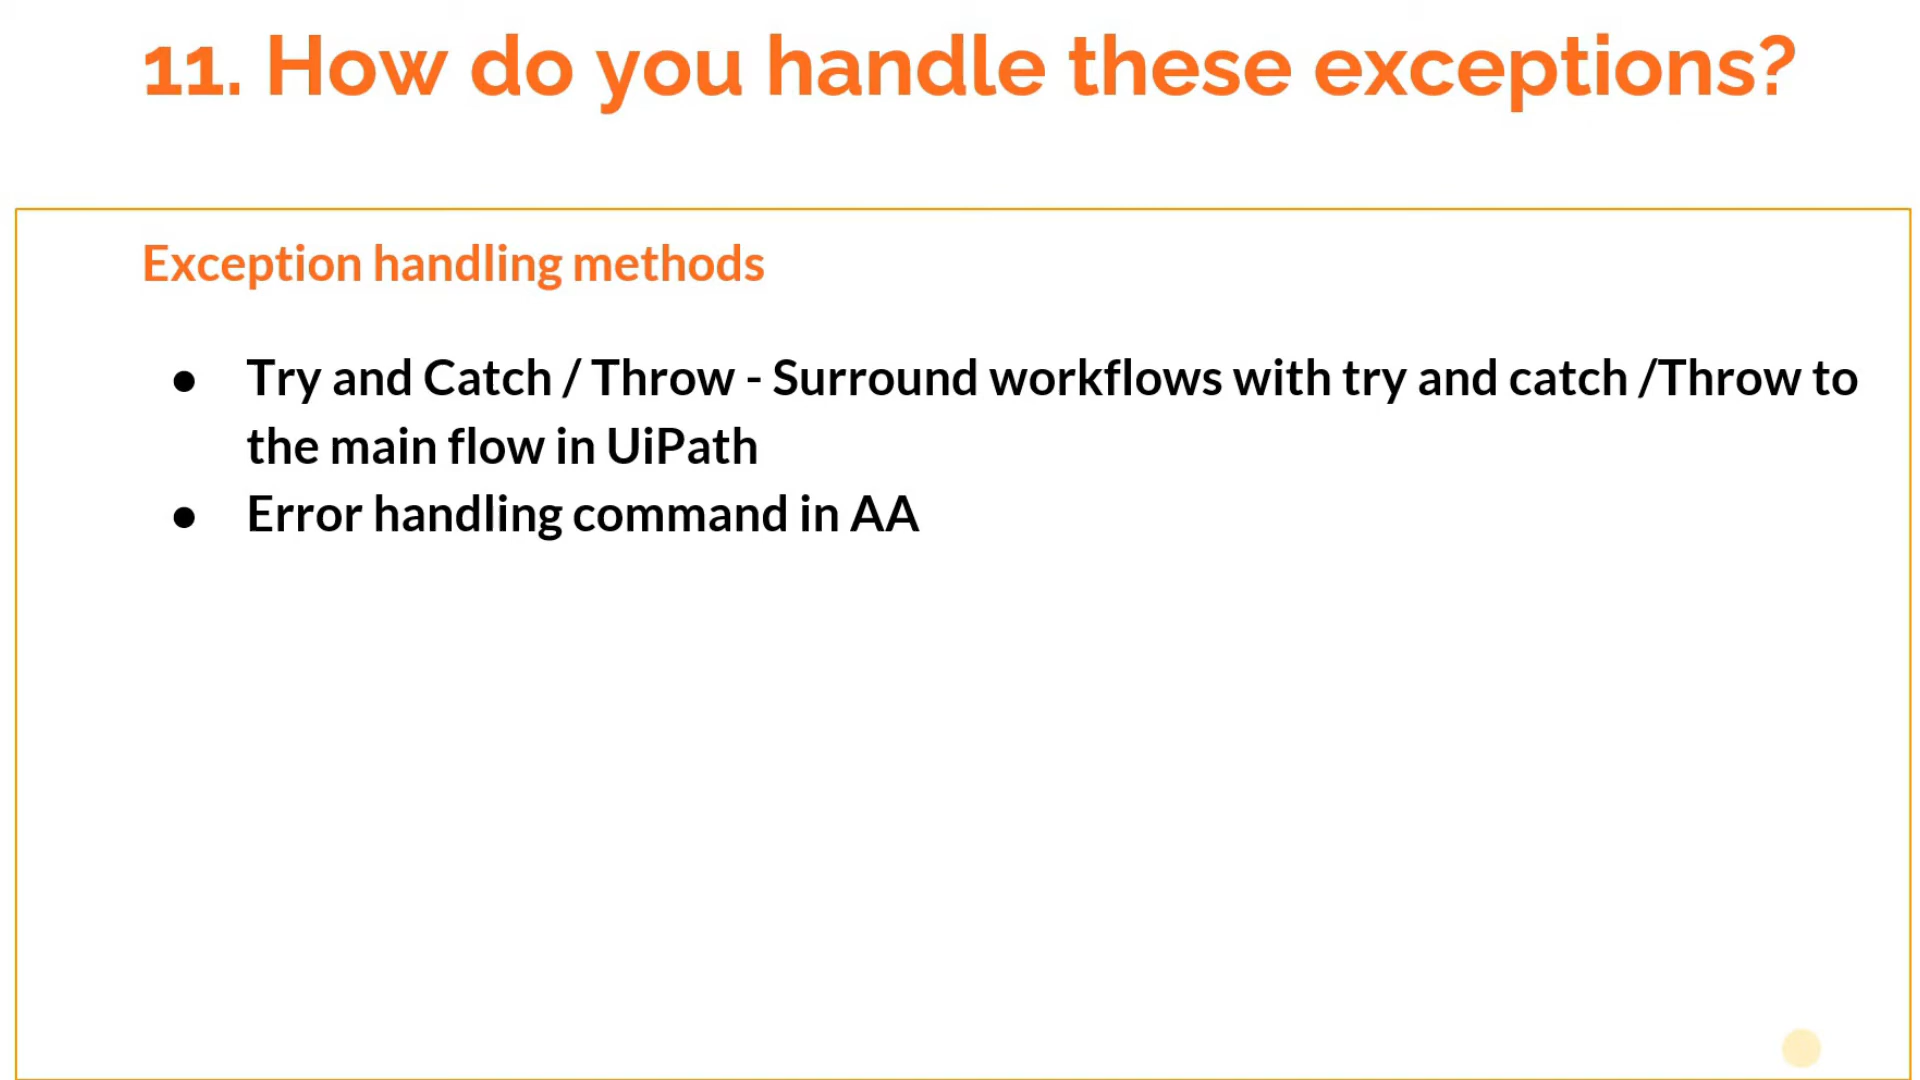 11. How do you handle these exceptions?
Exception handling methods
● Try and Catch / Throw - Surround workflows with try and catch /Throw to
the main flow in UiPath
● Error handling command in AA